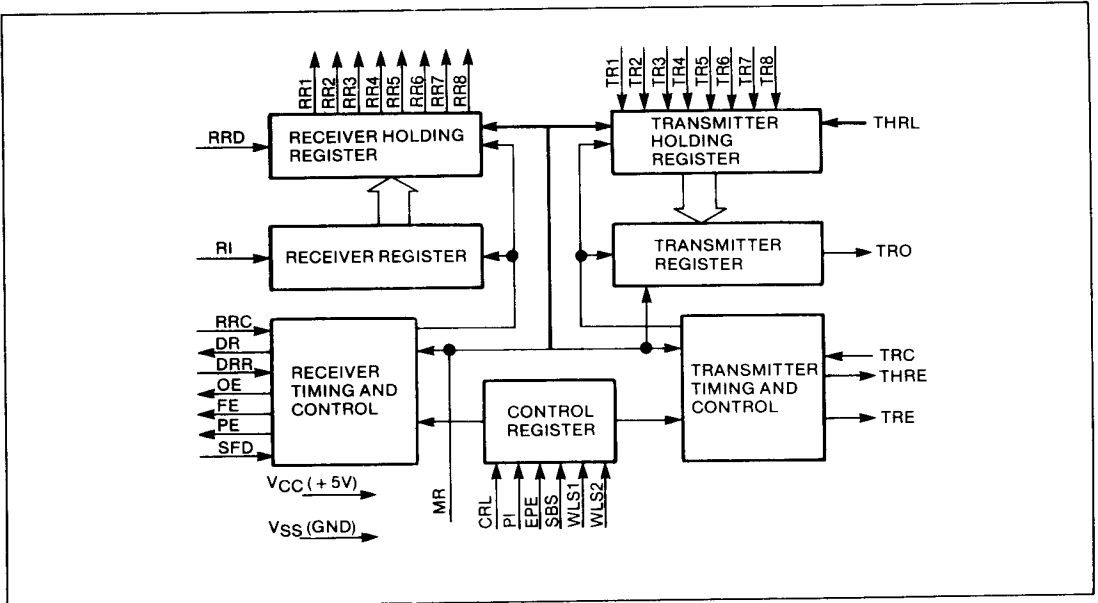 RR1
RR2
RR3
RR4
RR5
RR6
RR7
RR8
TR1
TR2
TR3
TR4
TR5
TR6
TR7
TR8
RRD
RECEIVER HOLDING
REGISTER
TRANSMITTER
HOLDING
REGISTER
THRL
RI
RECEIVER REGISTER
TRANSMITTER
REGISTER
TRO
RRC
DR
DRR
OE
FE
PE
SFD
RECEIVER
TIMING AND
CONTROL
CONTROL
REGISTER
TRANSMITTER
TIMING AND
CONTROL
TRC
THRE
TRE
VCC (+5V)
VSS (GND)
MR
CRL
PI
EPE
SBS
WLS1
WLS2